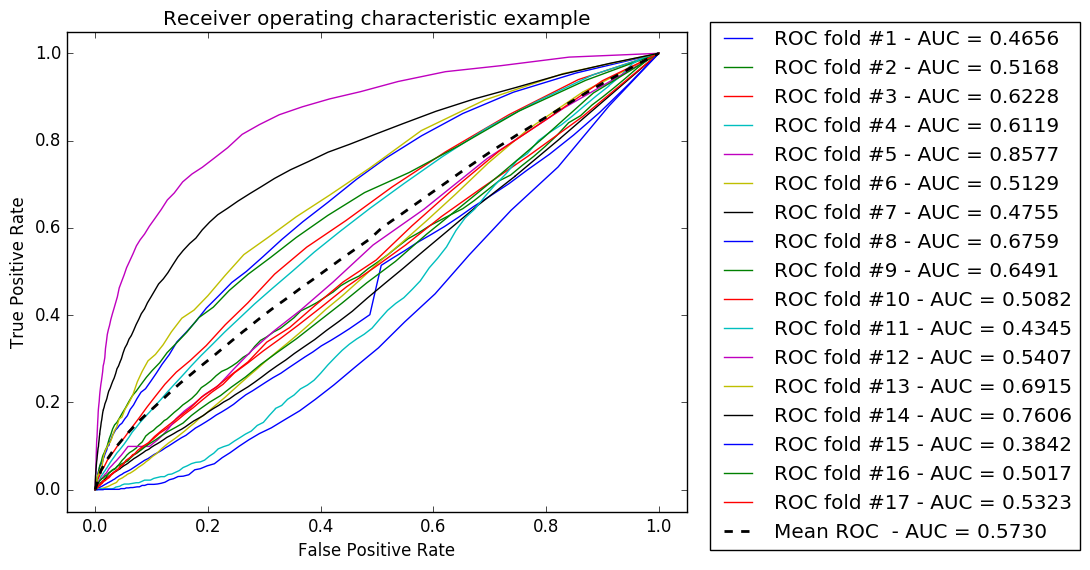 Receiver operating characteristic example
True Positive Rate
1.0
0.8
0.6
0.4
0.2
0.0
0.0 0.2 0.4 0.6 0.8 1.0
False Positive Rate
ROC fold #1 - AUC = 0.4656
ROC fold #2 - AUC = 0.5168
ROC fold #3 - AUC = 0.6228
ROC fold #4 - AUC = 0.6119
ROC fold #5 - AUC = 0.8577
ROC fold #6 - AUC = 0.5129
ROC fold #7 - AUC = 0.4755
ROC fold #8 - AUC = 0.6759
ROC fold #9 - AUC = 0.6491
ROC fold #10 - AUC = 0.5082
ROC fold #11 - AUC = 0.4345
ROC fold #12 - AUC = 0.5407
ROC fold #13 - AUC = 0.6915
ROC fold #14 - AUC = 0.7606
ROC fold #15 - AUC = 0.3842
ROC fold #16 - AUC = 0.5017
ROC fold #17 - AUC = 0.5323
Mean ROC  - AUC = 0.5730